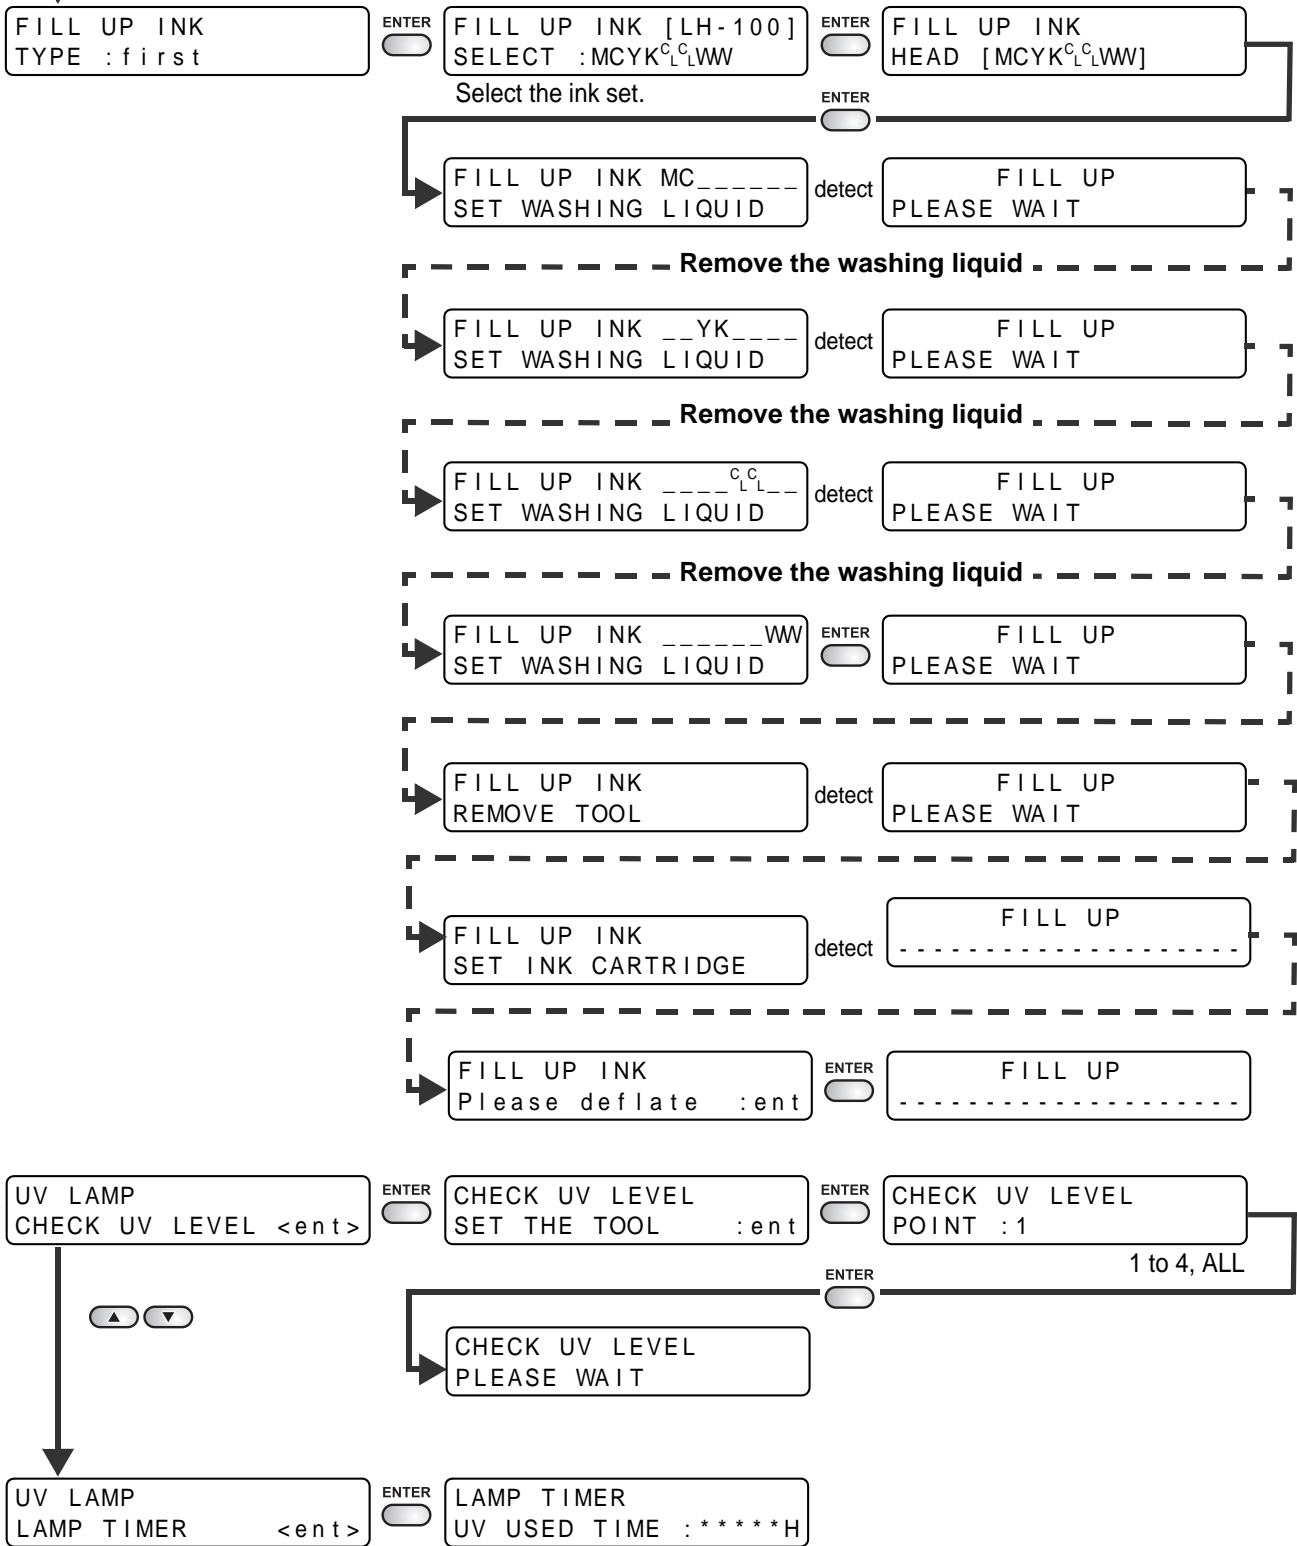 FILL UP INK
TYPE :first
ENTER
FILL UP INK [LH-100]
SELECT :MCYKCLCLWW
Select the ink set.
ENTER
FILL UP INK
HEAD [MCYKCLCLWW]
ENTER
FILL UP INK MC______
SET WASHING LIQUID
detect
FILL UP
PLEASE WAIT
Remove the washing liquid
FILL UP INK __YK____
SET WASHING LIQUID
detect
FILL UP
PLEASE WAIT
Remove the washing liquid
FILL UP INK ____CLCL__
SET WASHING LIQUID
detect
FILL UP
PLEASE WAIT
Remove the washing liquid
FILL UP INK ______WW
SET WASHING LIQUID
ENTER
FILL UP
PLEASE WAIT
FILL UP INK
REMOVE TOOL
detect
FILL UP
PLEASE WAIT
FILL UP INK
SET INK CARTRIDGE
detect
FILL UP
--------------------
FILL UP INK
Please deflate :ent
ENTER
FILL UP
--------------------
UV LAMP
CHECK UV LEVEL <ent>
ENTER
CHECK UV LEVEL
SET THE TOOL :ent
ENTER
CHECK UV LEVEL
POINT :1
1 to 4, ALL
ENTER
CHECK UV LEVEL
PLEASE WAIT
UV LAMP
LAMP TIMER <ent>
ENTER
LAMP TIMER
UV USED TIME :*****H